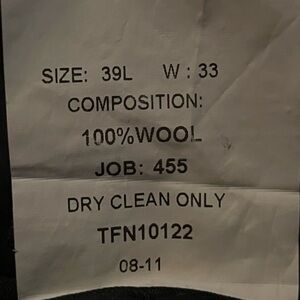 SIZE: 39L W: 33
COMPOSITION:
100%WOOL
JOB: 455
DRY CLEAN ONLY
TFN10122
08-11